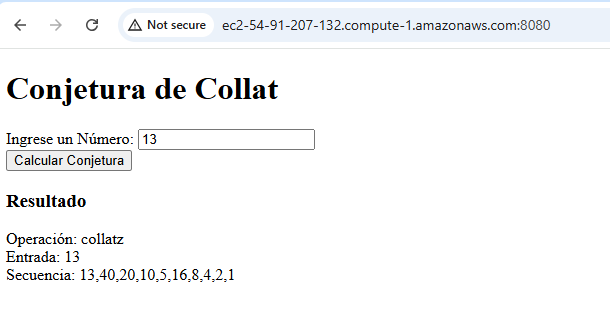 Not secure ec2-54-91-207-132.compute-1.amazonaws.com:8080
Conjetura de Collat
Ingrese un Número: 13
Calcular Conjetura
Resultado
Operación: collatz
Entrada: 13
Secuencia: 13,40,20,10,5,16,8,4,2,1